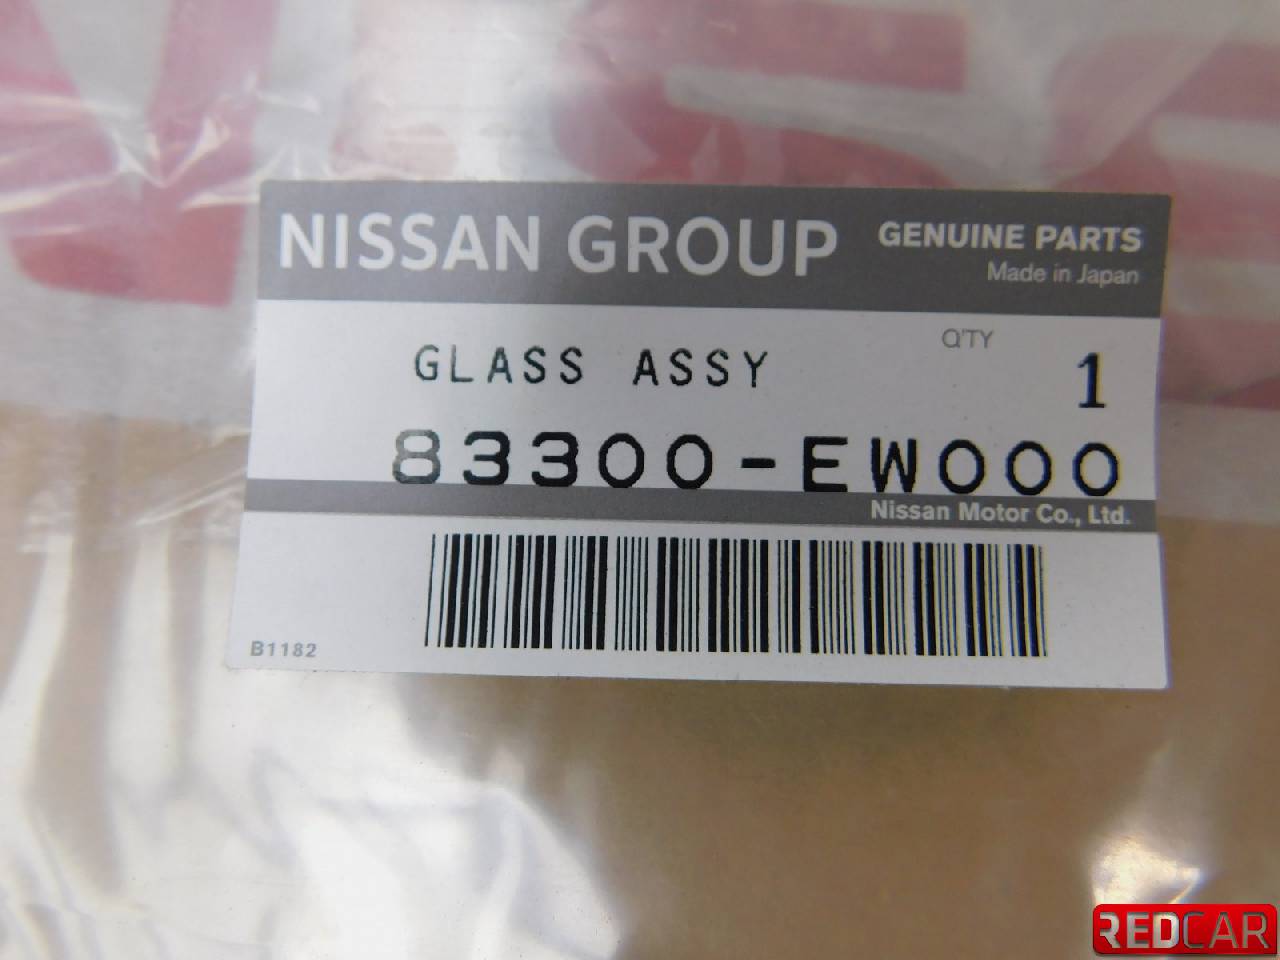 NISSAN GROUP
GENUINE PARTS
Made in Japan
Q'TY
GLASS ASSY
1
83300-EW000
Nissan Motor Co., Ltd.
B1182
REDCAR